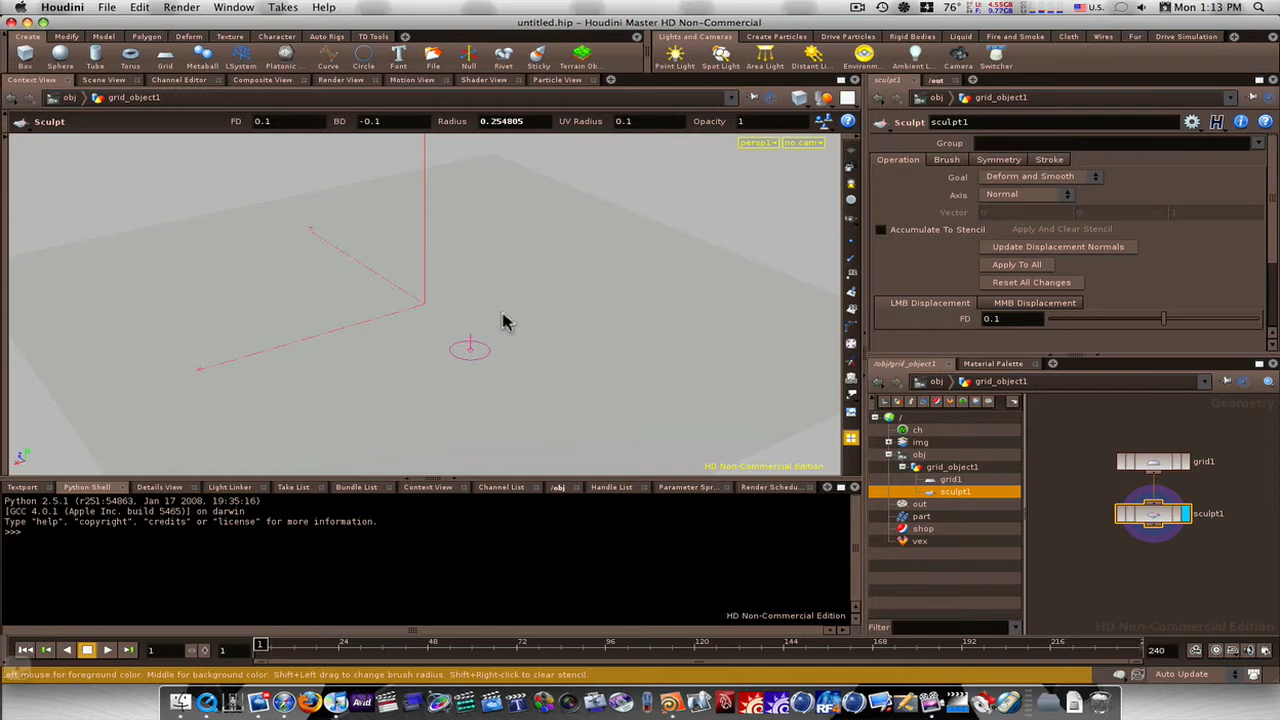 Houdini File Edit Render Window Takes Help 4 76° U: 4.55GB F: 9.77GB U.S. Mon 1:13 PM
untitled.hip - Houdini Master HD Non-Commercial
Create Modify Model Polygon Deform Texture Character Auto Rigs TD Tools Lights and Cameras Create Particles Drive Particles Rigid Bodies Liquid Fire and Smoke Cloth Wires Fur Drive Simulation
Box Sphere Tube Torus Grid Metaball LSystem Platonic ... Curve Circle Font File Null Rivet Sticky Terrain Ob... Point Light Spot Light Area Light Distant Li... Environm... Ambient L... Camera Switcher
Context View Scene View Channel Editor Composite View Render View Motion View Shader View Particle View sculpt1 /out
obj grid_object1 obj grid_object1
Sculpt FD 0.1 BD -0.1 Radius 0.254805 UV Radius 0.1 Opacity 1 Sculpt sculpt1
persp1 no cam
Group
Operation Brush Symmetry Stroke
Goal Deform and Smooth
Axis Normal
Vector 0 0 1
Accumulate To Stencil Apply And Clear Stencil
Update Displacement Normals
Apply To All
Reset All Changes
LMB Displacement MMB Displacement
FD 0.1
/obj/grid_object1 Material Palette
obj grid_object1
HD Non-Commercial Edition
Geometry
/
ch
img
obj
grid_object1
grid1
sculpt1
out
part
shop
vex
Filter
grid1
sculpt1
HD Non-Commercial Edition
Textport Python Shell Details View Light Linker Take List Bundle List Context View Channel List /obj Handle List Parameter Spr... Render Schedu...
Python 2.5.1 (r251:54863, Jan 17 2008, 19:35:16)
[GCC 4.0.1 (Apple Inc. build 5465)] on darwin
Type "help", "copyright", "credits" or "license" for more information.
>>>
HD Non-Commercial Edition
1 1 1 24 48 72 96 120 144 168 192 216 240
eft mouse for foreground color. Middle for background color. Shift+Left drag to change brush radius. Shift+Right-click to clear stencil. Auto Update